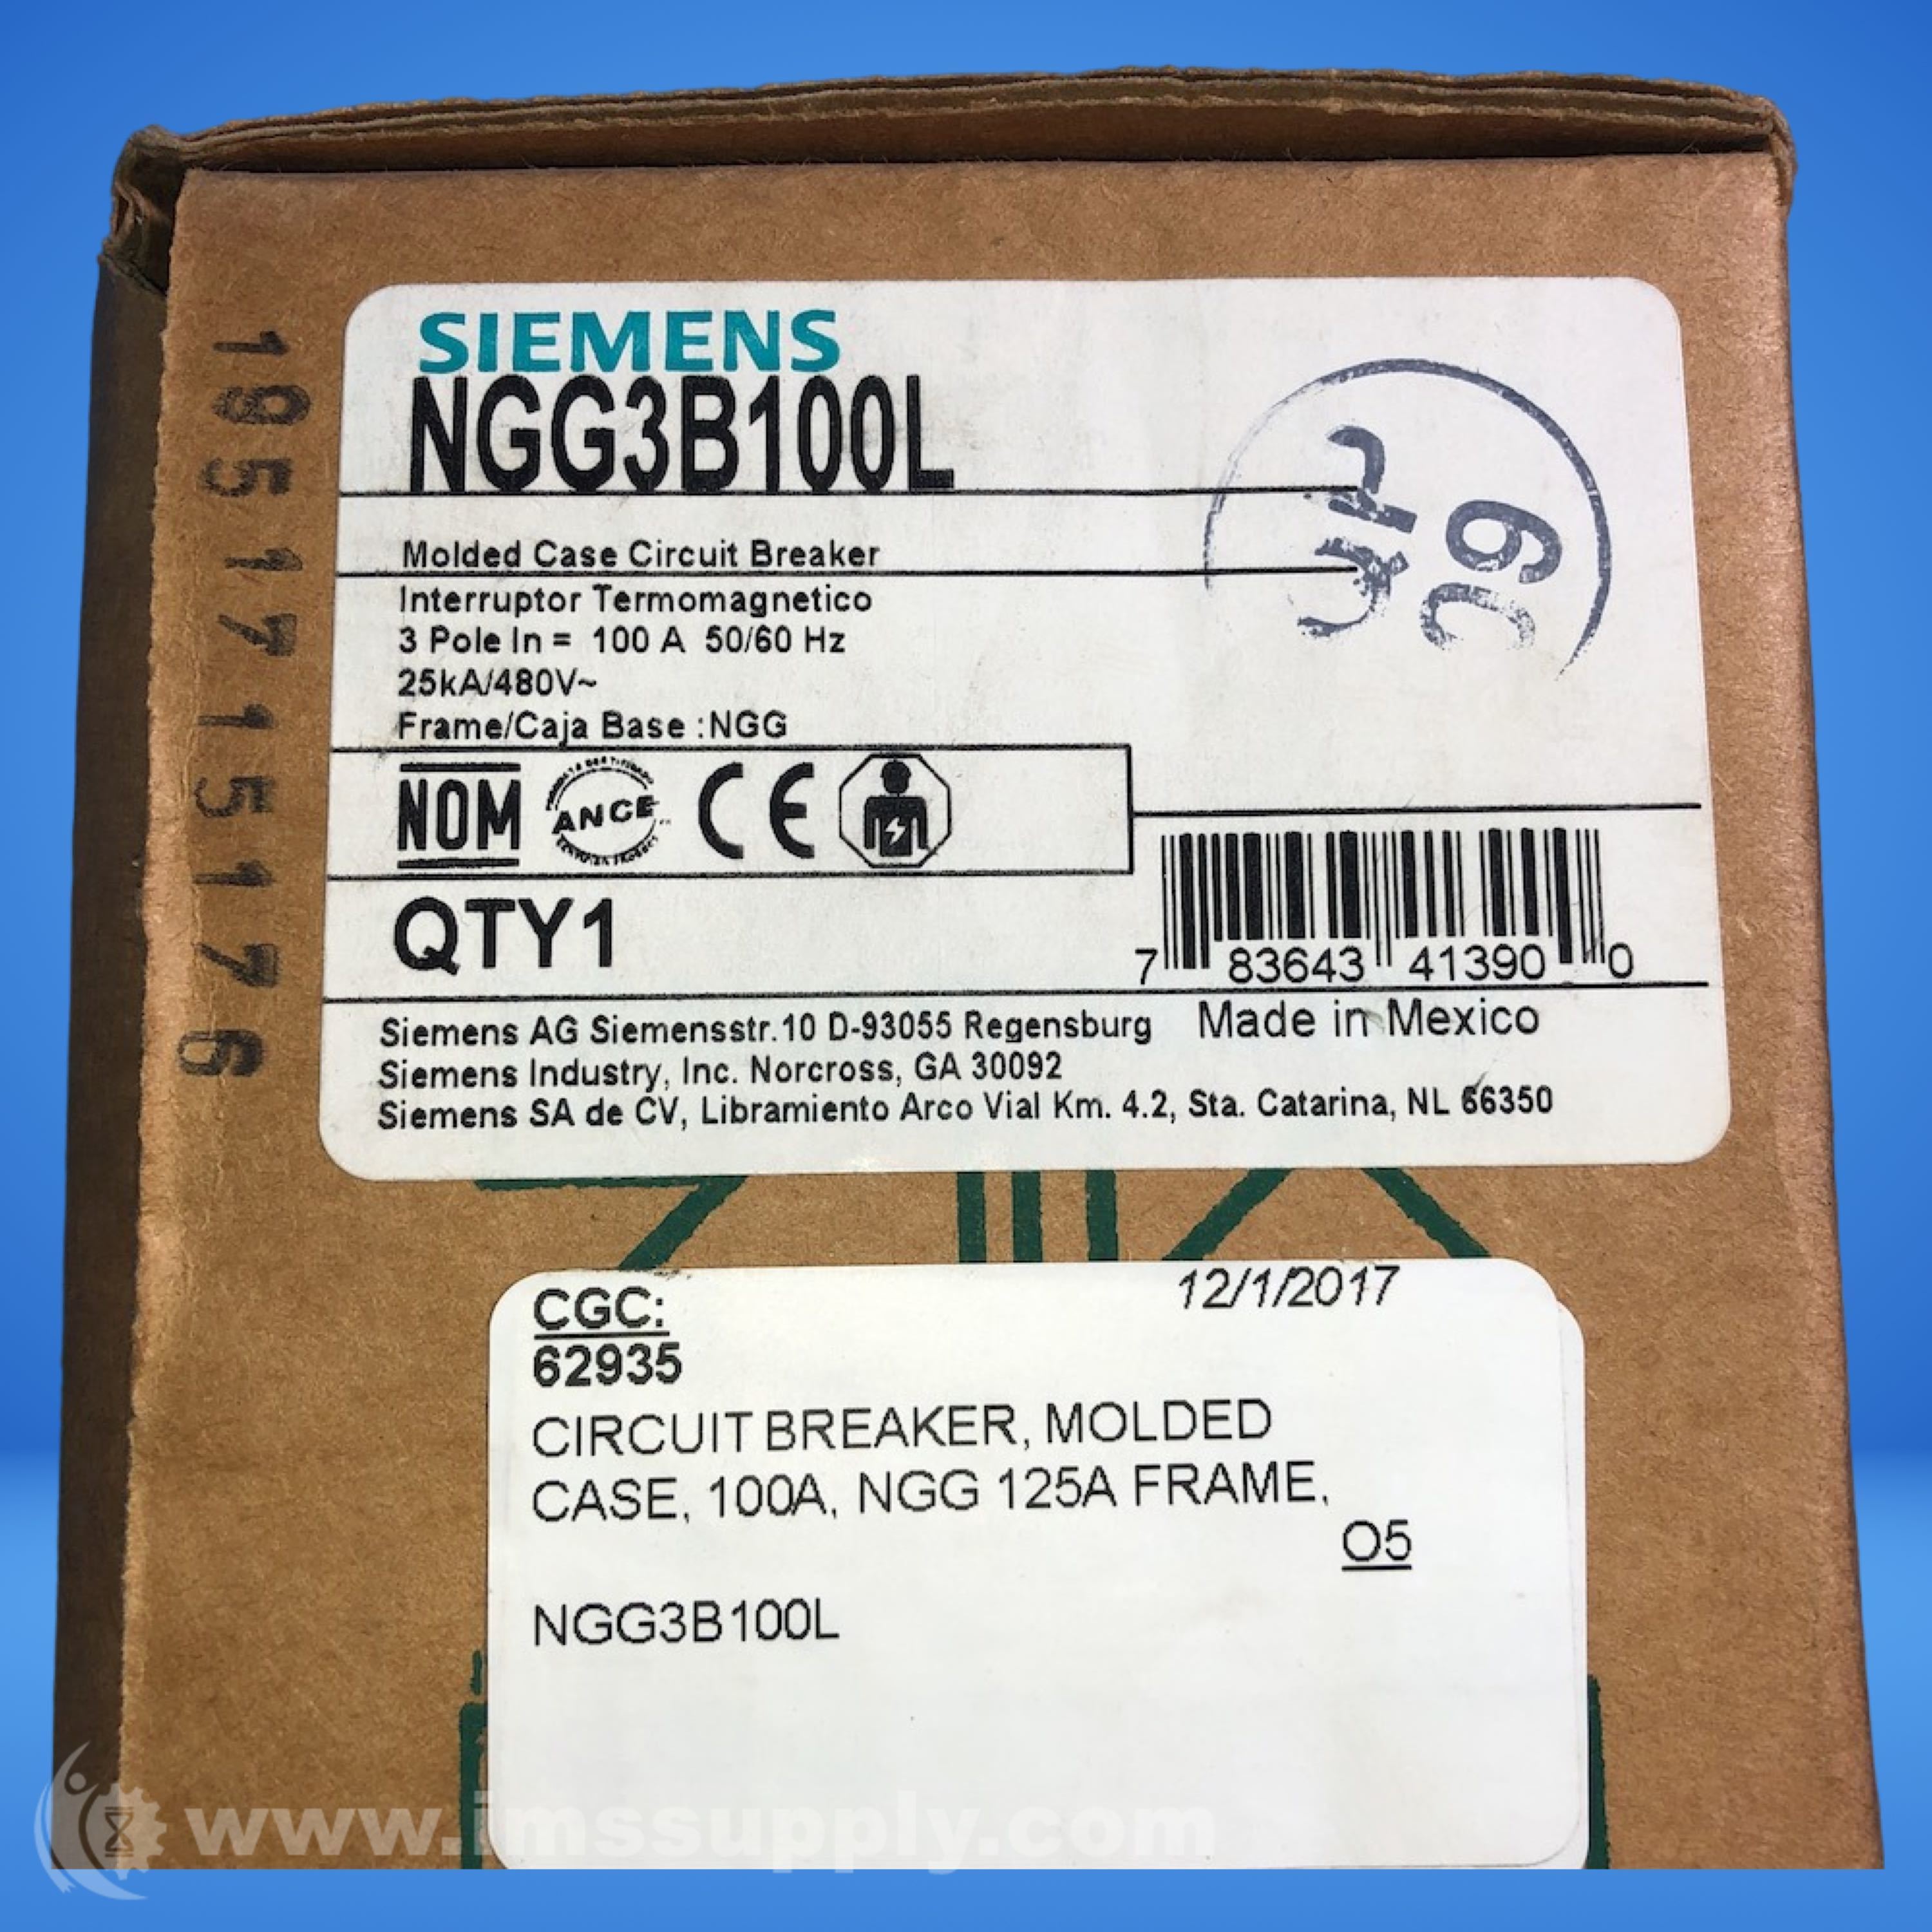 SIEMENS
NGG3B100L
Molded Case Circuit Breaker
Interruptor Termomagnetico
3 Pole In = 100 A 50/60 Hz
25kA/480V~
Frame/Caja Base :NGG
NOM ANCE CE
QTY1
7 83643 41390 0
Siemens AG Siemensstr.10 D-93055 Regensburg Made in Mexico
Siemens Industry, Inc. Norcross, GA 30092
Siemens SA de CV, Libramiento Arco Vial Km. 4.2, Sta. Catarina, NL 66350
1951715176
CGC: 12/1/2017
62935
CIRCUIT BREAKER, MOLDED
CASE, 100A, NGG 125A FRAME,
O5
NGG3B100L
www.imssupply.com